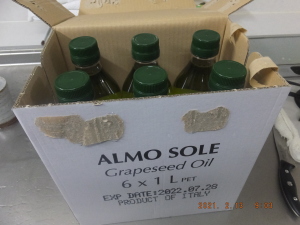 ALMO SOLE
Grapeseed Oil
6 x 1 L PET
EXP DATE:2022.07.28
PRODUCT OF ITALY